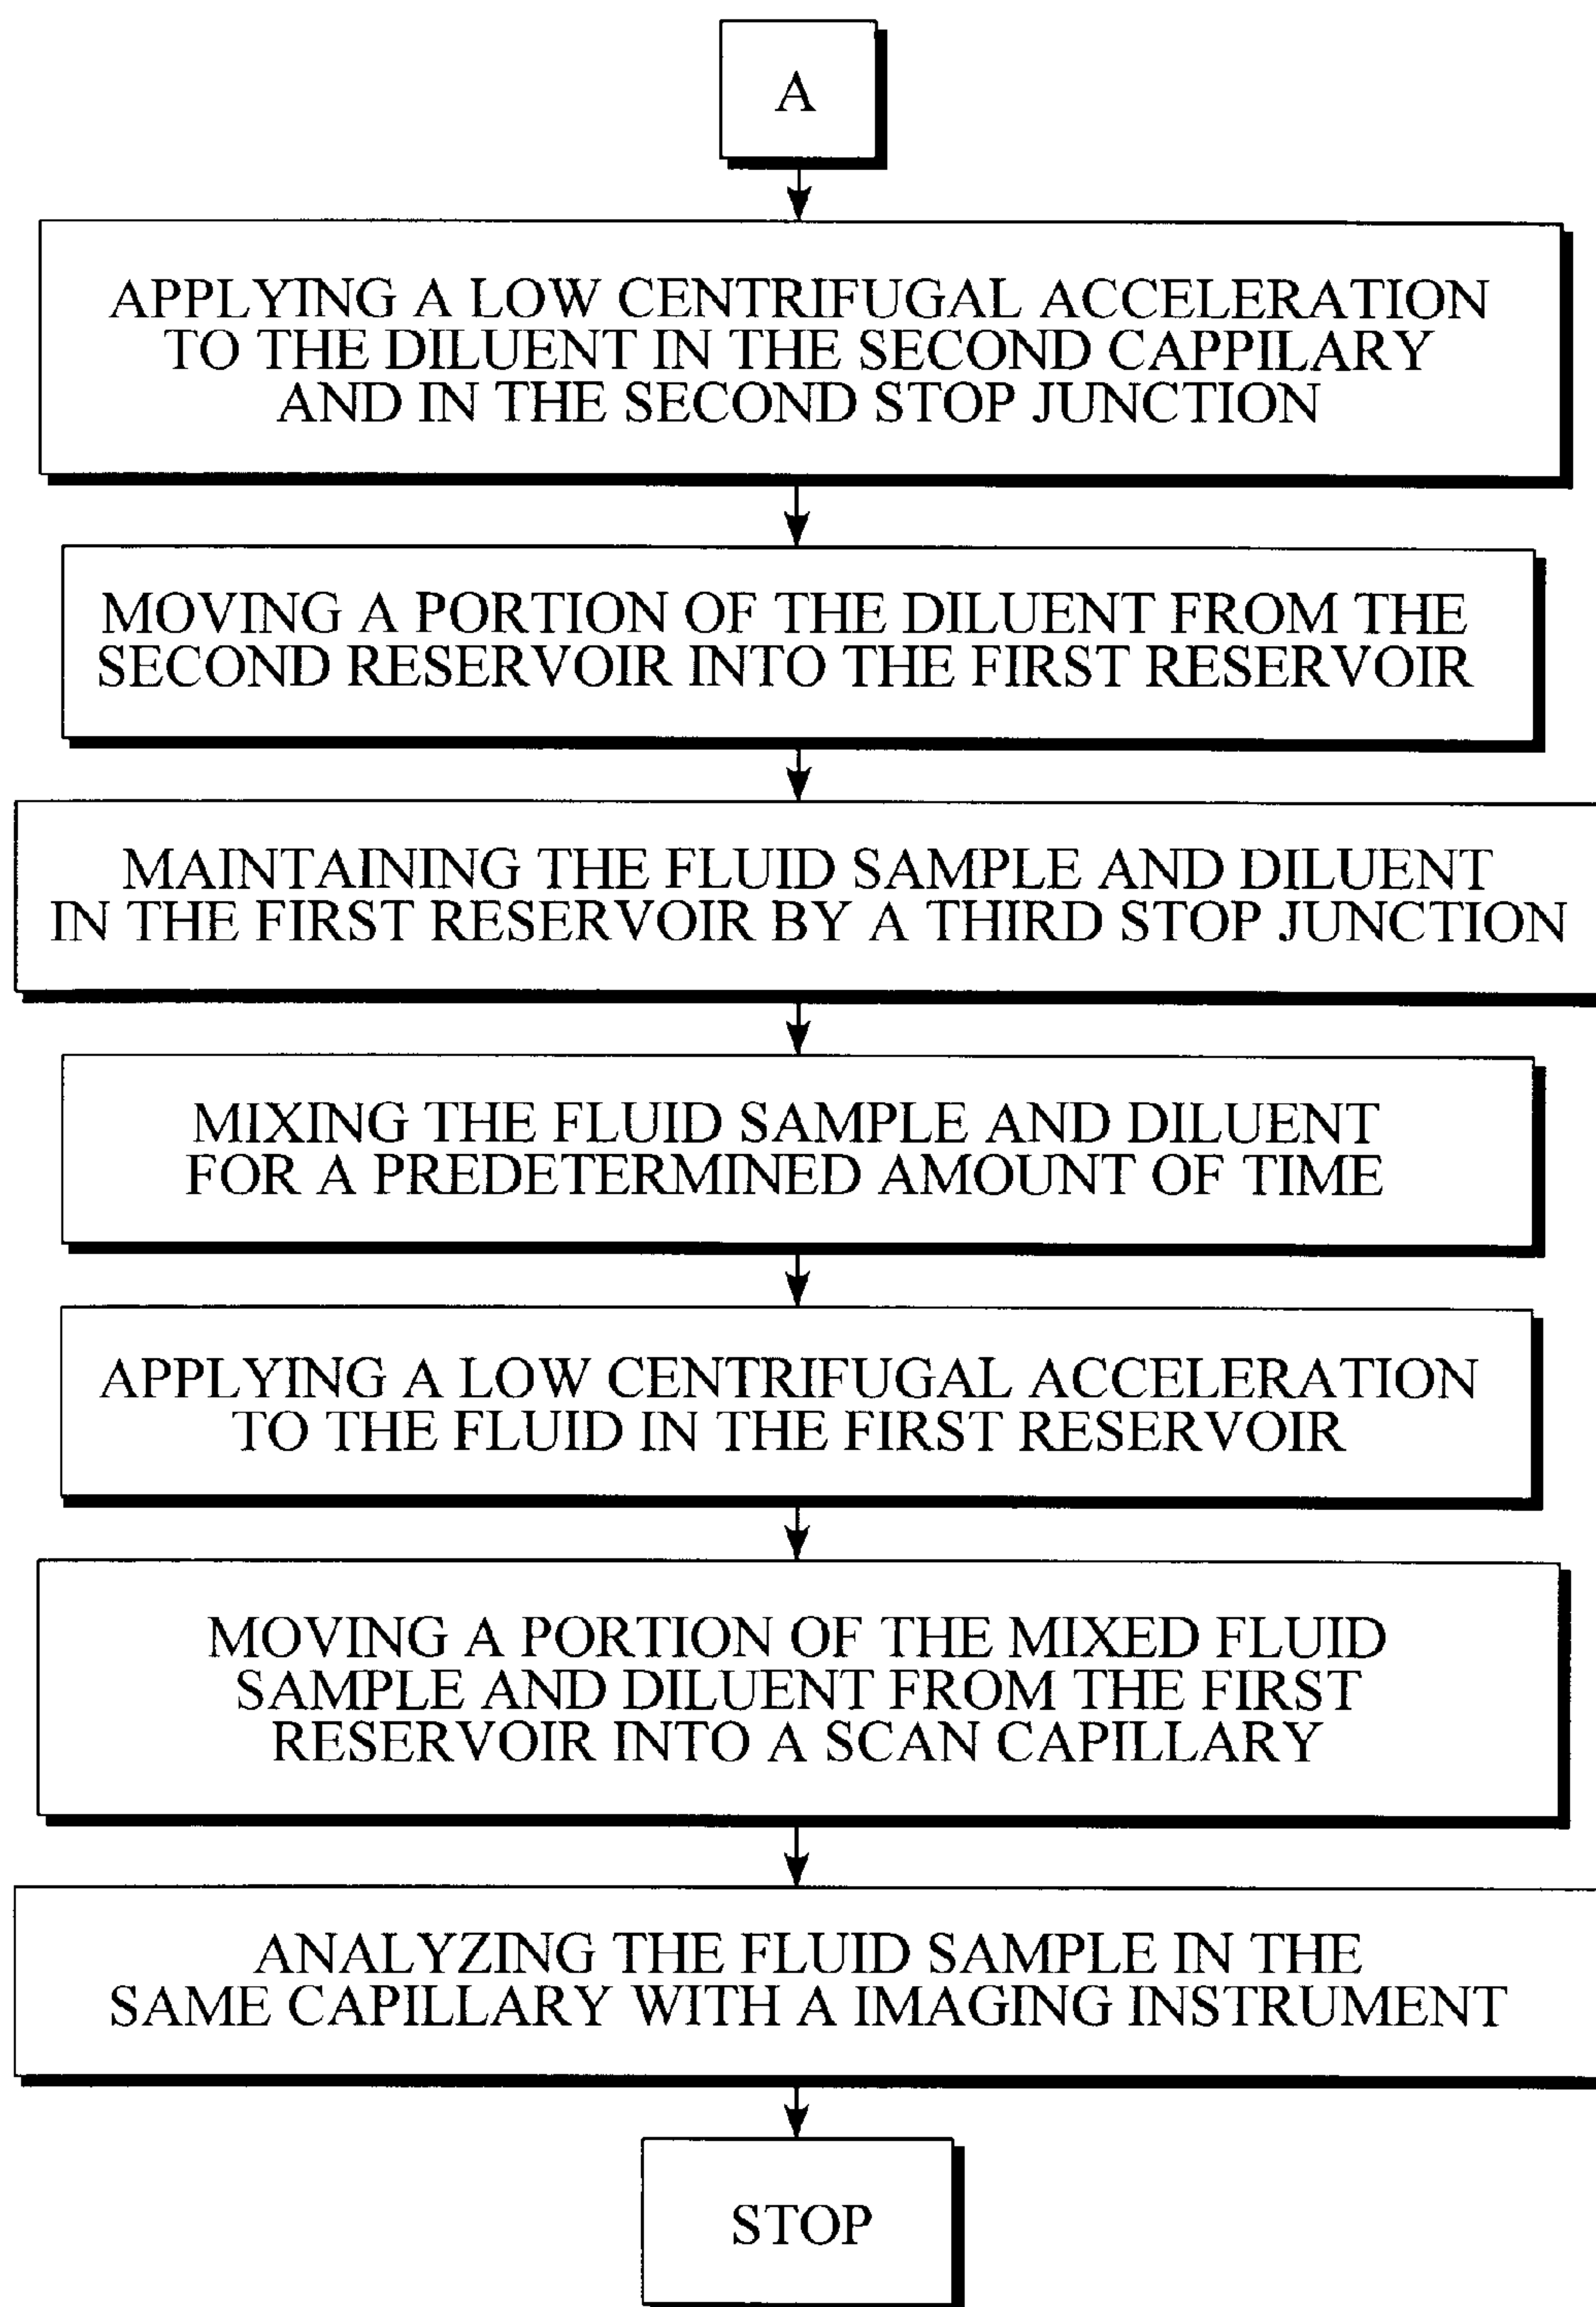 A
APPLYING A LOW CENTRIFUGAL ACCELERATION
TO THE DILUENT IN THE SECOND CAPPILARY
AND IN THE SECOND STOP JUNCTION
MOVING A PORTION OF THE DILUENT FROM THE
SECOND RESERVOIR INTO THE FIRST RESERVOIR
MAINTAINING THE FLUID SAMPLE AND DILUENT
IN THE FIRST RESERVOIR BY A THIRD STOP JUNCTION
MIXING THE FLUID SAMPLE AND DILUENT
FOR A PREDETERMINED AMOUNT OF TIME
APPLYING A LOW CENTRIFUGAL ACCELERATION
TO THE FLUID IN THE FIRST RESERVOIR
MOVING A PORTION OF THE MIXED FLUID
SAMPLE AND DILUENT FROM THE FIRST
RESERVOIR INTO A SCAN CAPILLARY
ANALYZING THE FLUID SAMPLE IN THE
SAME CAPILLARY WITH A IMAGING INSTRUMENT
STOP